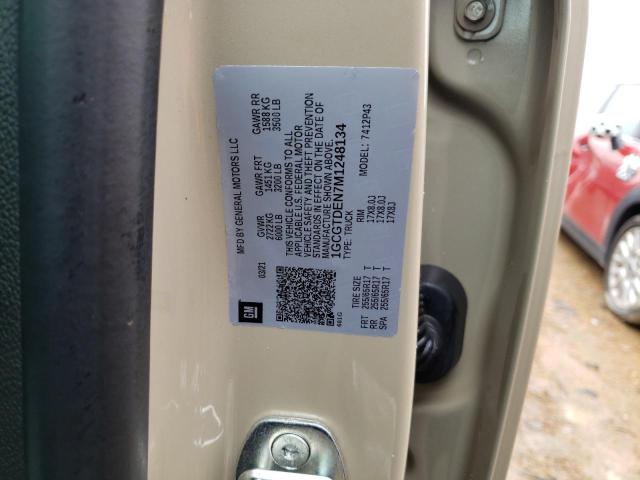 MFD BY GENERAL MOTORS LLC
03/21 GVWR GAWR FRT GAWR RR
2722 KG 1451 KG 1588 KG
6000 LB 3200 LB 3500 LB
THIS VEHICLE CONFORMS TO ALL
APPLICABLE U.S. FEDERAL MOTOR
VEHICLE SAFETY AND THEFT PREVENTION
STANDARDS IN EFFECT ON THE DATE OF
MANUFACTURE SHOWN ABOVE.
1GCGTDEN7M1248134
TYPE: TRUCK MODEL: 7412P43
TIRE SIZE RIM
FRT 255/65R17 T 17X8.0J
RR 255/65R17 T 17X8.0J
SPA 255/65R17 T 17X8J
GM
481G